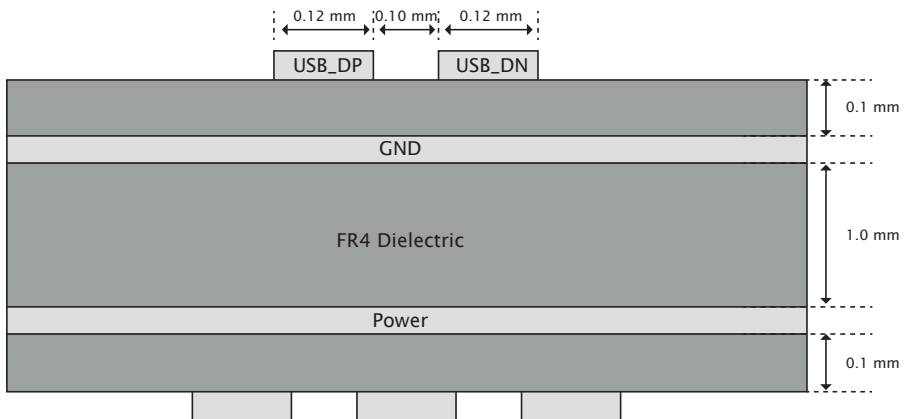 0.12 mm 0.10 mm 0.12 mm
USB_DP USB_DN
0.1 mm
GND
1.0 mm
FR4 Dielectric
Power
0.1 mm